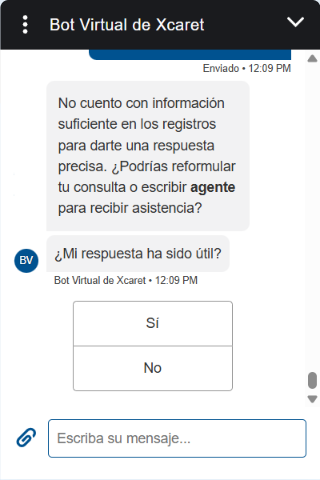 Bot Virtual de Xcaret
Enviado • 12:09 PM
No cuento con información
suficiente en los registros
para darte una respuesta
precisa. ¿Podrías reformular
tu consulta o escribir agente
para recibir asistencia?
¿Mi respuesta ha sido útil?
BV
Bot Virtual de Xcaret • 12:09 PM
Sí
No
Escriba su mensaje...